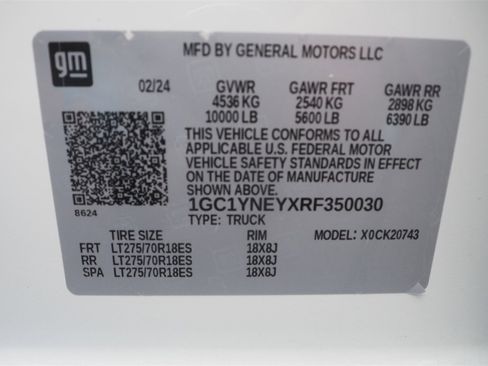 gm
MFD BY GENERAL MOTORS LLC
02/24 GVWR GAWR FRT GAWR RR
4536 KG 2540 KG 2898 KG
10000 LB 5600 LB 6390 LB
THIS VEHICLE CONFORMS TO ALL
APPLICABLE U.S. FEDERAL MOTOR
VEHICLE SAFETY STANDARDS IN EFFECT
ON THE DATE OF MANUFACTURE
SHOWN ABOVE.
8624
1GC1YNEYXRF350030
TYPE: TRUCK
TIRE SIZE RIM MODEL: X0CK20743
FRT LT275/70R18ES 18X8J
RR LT275/70R18ES 18X8J
SPA LT275/70R18ES 18X8J